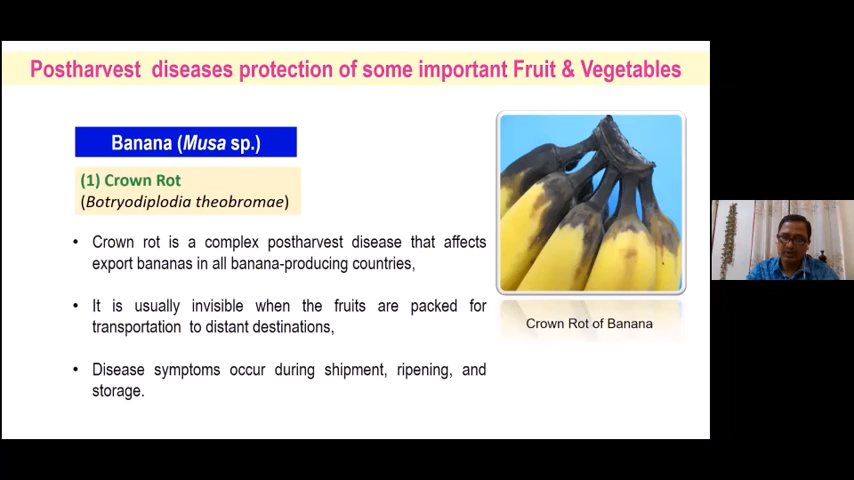 Postharvest diseases protection of some important Fruit & Vegetables
Banana (Musa sp.)
(1) Crown Rot
(Botryodiplodia theobromae)
• Crown rot is a complex postharvest disease that affects
export bananas in all banana-producing countries,
• It is usually invisible when the fruits are packed for
transportation to distant destinations,
• Disease symptoms occur during shipment, ripening, and
storage.
Crown Rot of Banana